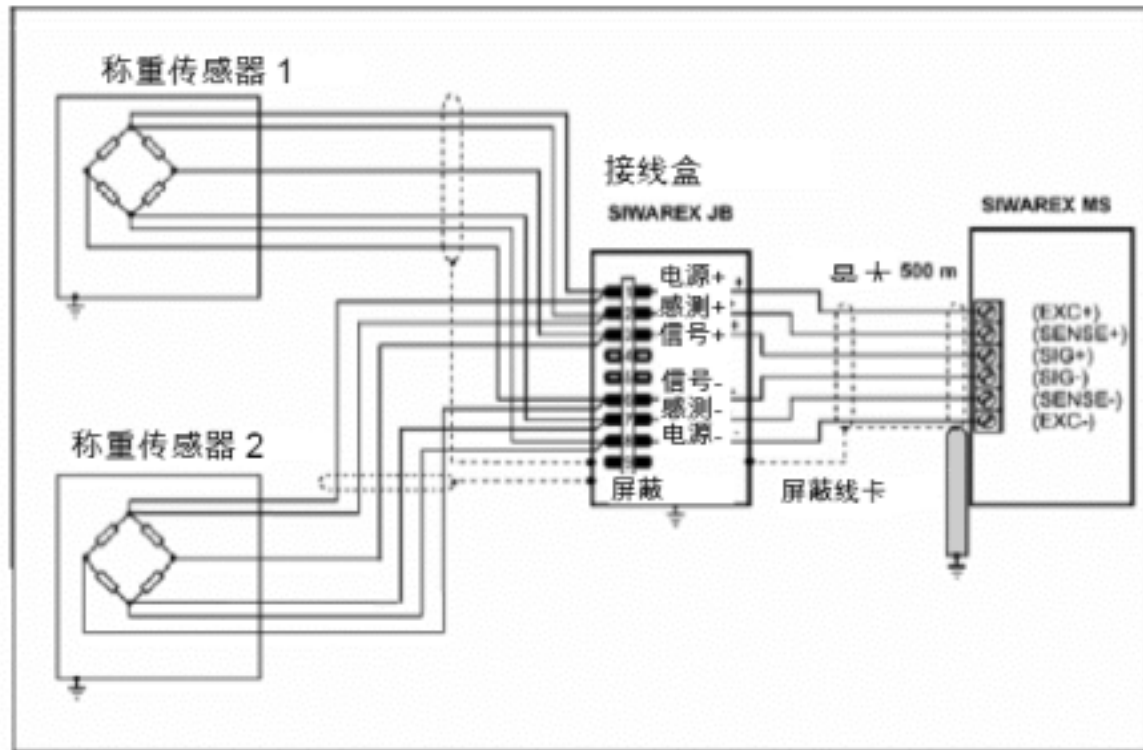 称重传感器 1
接线盒
SIWAREX JB
SIWAREX MS
电源+
感测+
信号+
信号-
感测-
电源-
屏蔽
500 m
(EXC+)
(SENSE+)
(SIG+)
(SIG-)
(SENSE-)
(EXC-)
称重传感器 2
屏蔽线卡